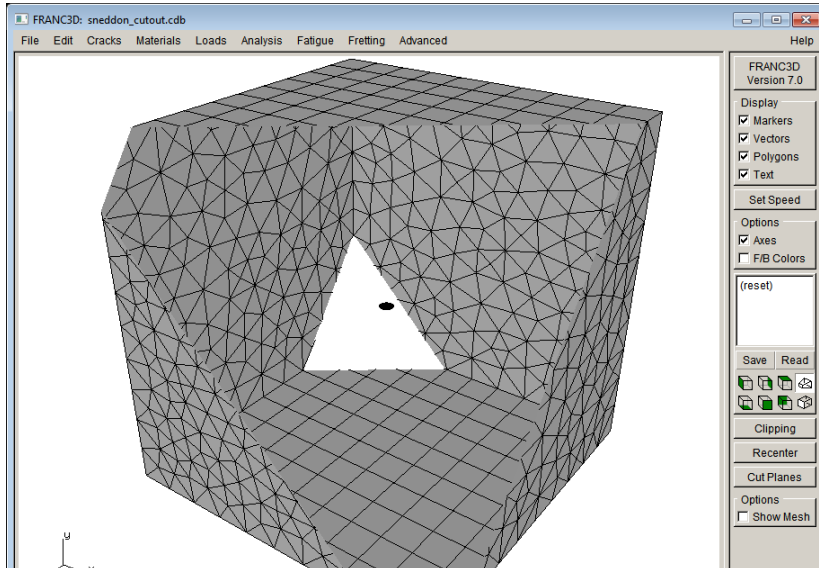 FRANC3D: sneddon_cutout.cdb
File Edit Cracks Materials Loads Analysis Fatigue Fretting Advanced Help
FRANC3D
Version 7.0
Display
Markers
Vectors
Polygons
Text
Set Speed
Options
Axes
F/B Colors
(reset)
Save Read
Clipping
Recenter
Cut Planes
Options
Show Mesh
y